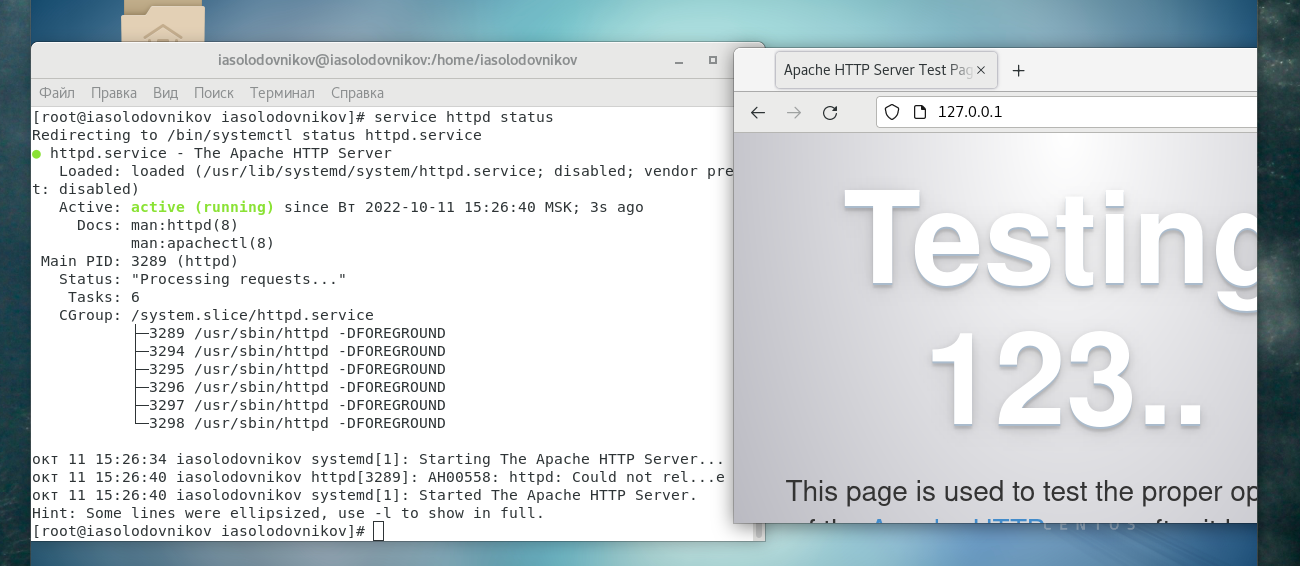 iasolodovnikov@iasolodovnikov:/home/iasolodovnikov
Файл Правка Вид Поиск Терминал Справка
[root@iasolodovnikov iasolodovnikov]# service httpd status
Redirecting to /bin/systemctl status httpd.service
● httpd.service - The Apache HTTP Server
Loaded: loaded (/usr/lib/systemd/system/httpd.service; disabled; vendor pre
t: disabled)
Active: active (running) since Вт 2022-10-11 15:26:40 MSK; 3s ago
Docs: man:httpd(8)
man:apachectl(8)
Main PID: 3289 (httpd)
Status: "Processing requests..."
Tasks: 6
CGroup: /system.slice/httpd.service
├─3289 /usr/sbin/httpd -DFOREGROUND
├─3294 /usr/sbin/httpd -DFOREGROUND
├─3295 /usr/sbin/httpd -DFOREGROUND
├─3296 /usr/sbin/httpd -DFOREGROUND
├─3297 /usr/sbin/httpd -DFOREGROUND
└─3298 /usr/sbin/httpd -DFOREGROUND
окт 11 15:26:34 iasolodovnikov systemd[1]: Starting The Apache HTTP Server...
окт 11 15:26:40 iasolodovnikov httpd[3289]: AH00558: httpd: Could not rel...e
окт 11 15:26:40 iasolodovnikov systemd[1]: Started The Apache HTTP Server.
Hint: Some lines were ellipsized, use -l to show in full.
[root@iasolodovnikov iasolodovnikov]#
Apache HTTP Server Test Pag
127.0.0.1
Testing
123..
This page is used to test the proper op
of the Apache HTTP
CENTOS